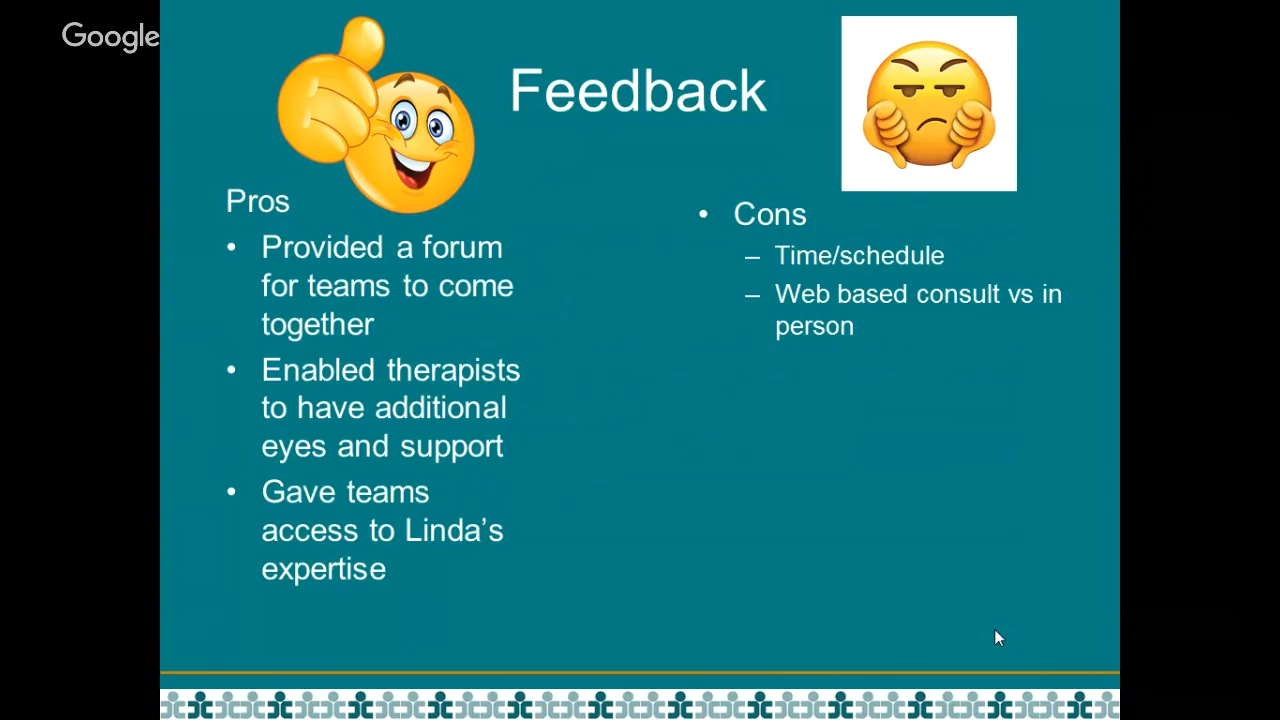 Google
Feedback
Pros
• Provided a forum
for teams to come
together
• Enabled therapists
to have additional
eyes and support
• Gave teams
access to Linda’s
expertise
• Cons
– Time/schedule
– Web based consult vs in
person